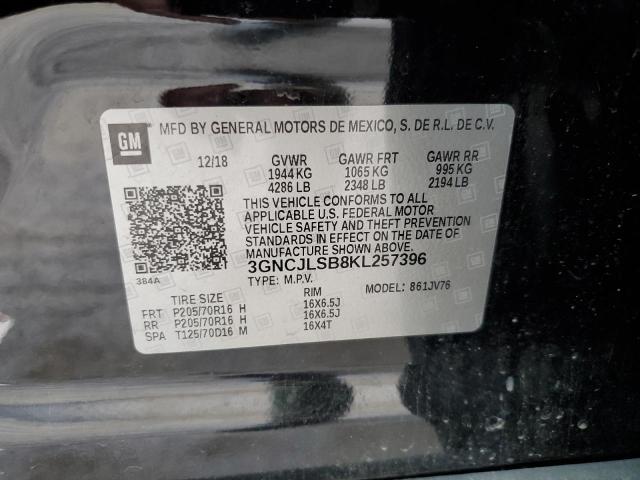 GM
MFD BY GENERAL MOTORS DE MEXICO, S. DE R.L. DE C.V.
12/18 GVWR GAWR FRT GAWR RR
1944 KG 1065 KG 995 KG
4286 LB 2348 LB 2194 LB
THIS VEHICLE CONFORMS TO ALL
APPLICABLE U.S. FEDERAL MOTOR
VEHICLE SAFETY AND THEFT PREVENTION
STANDARDS IN EFFECT ON THE DATE OF
MANUFACTURE SHOWN ABOVE.
384A 3GNCJLSB8KL257396
TYPE: M.P.V. MODEL: 861JV76
TIRE SIZE RIM
FRT P205/70R16 H 16X6.5J
RR P205/70R16 H 16X6.5J
SPA T125/70D16 M 16X4T